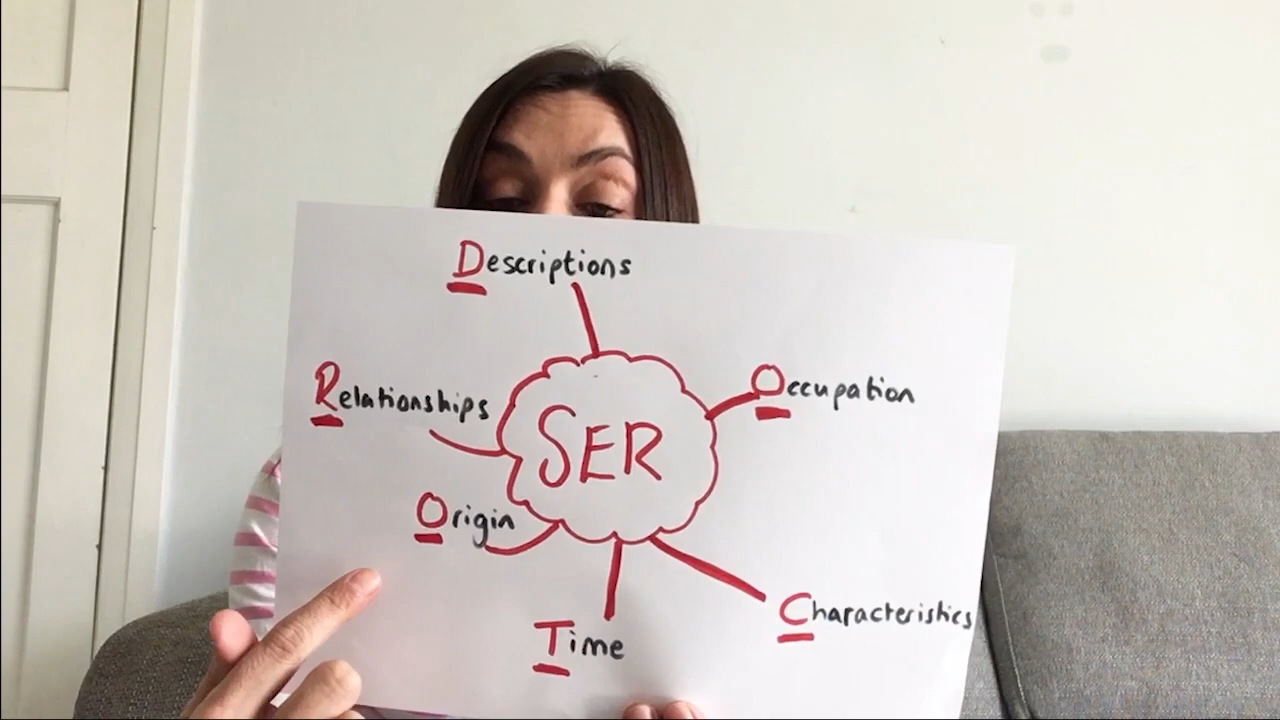 Descriptions
Occupation
Relationships
SER
Origin
Characteristics
Time